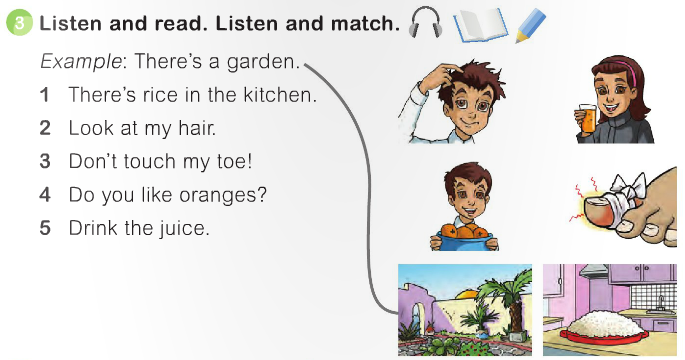 3 Listen and read. Listen and match.
Example: There's a garden.
1 There's rice in the kitchen.
2 Look at my hair.
3 Don't touch my toe!
4 Do you like oranges?
5 Drink the juice.